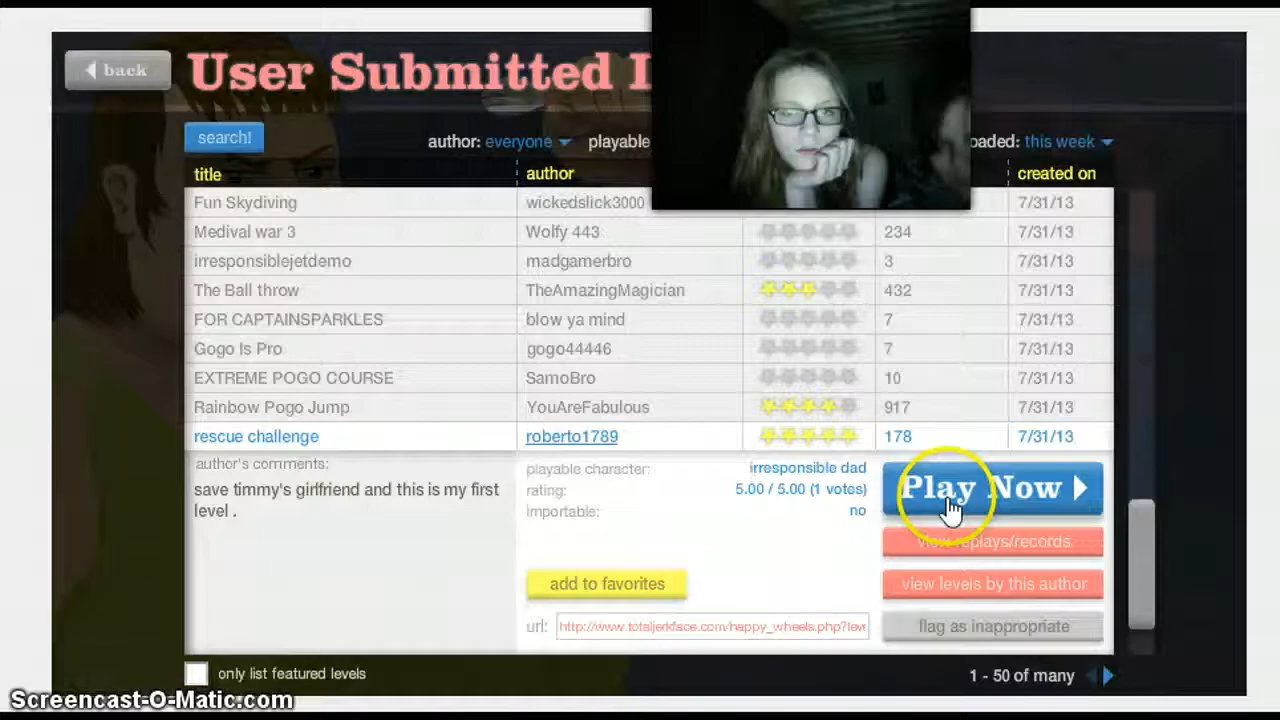 back
User Submitted
search!
author: everyone playable
loaded: this week
title author created on
Fun Skydiving wickedslick3000 7/31/13
Medival war 3 Wolfy 443 234 7/31/13
irresponsiblejetdemo madgamerbro 3 7/31/13
The Ball throw TheAmazingMagician 432 7/31/13
FOR CAPTAINSPARKLES blow ya mind 7 7/31/13
Gogo Is Pro gogo44446 7 7/31/13
EXTREME POGO COURSE SamoBro 10 7/31/13
Rainbow Pogo Jump YouAreFabulous 917 7/31/13
rescue challenge roberto1789 178 7/31/13
author's comments:
save timmy's girlfriend and this is my first
level .
playable character: irresponsible dad
rating: 5.00 / 5.00 (1 votes)
importable: no
Play Now
view replays/records
add to favorites
view levels by this author
url: http://www.totaljerkface.com/happy_wheels.php?lev
flag as inappropriate
only list featured levels
1 - 50 of many
Screencast-O-Matic.com